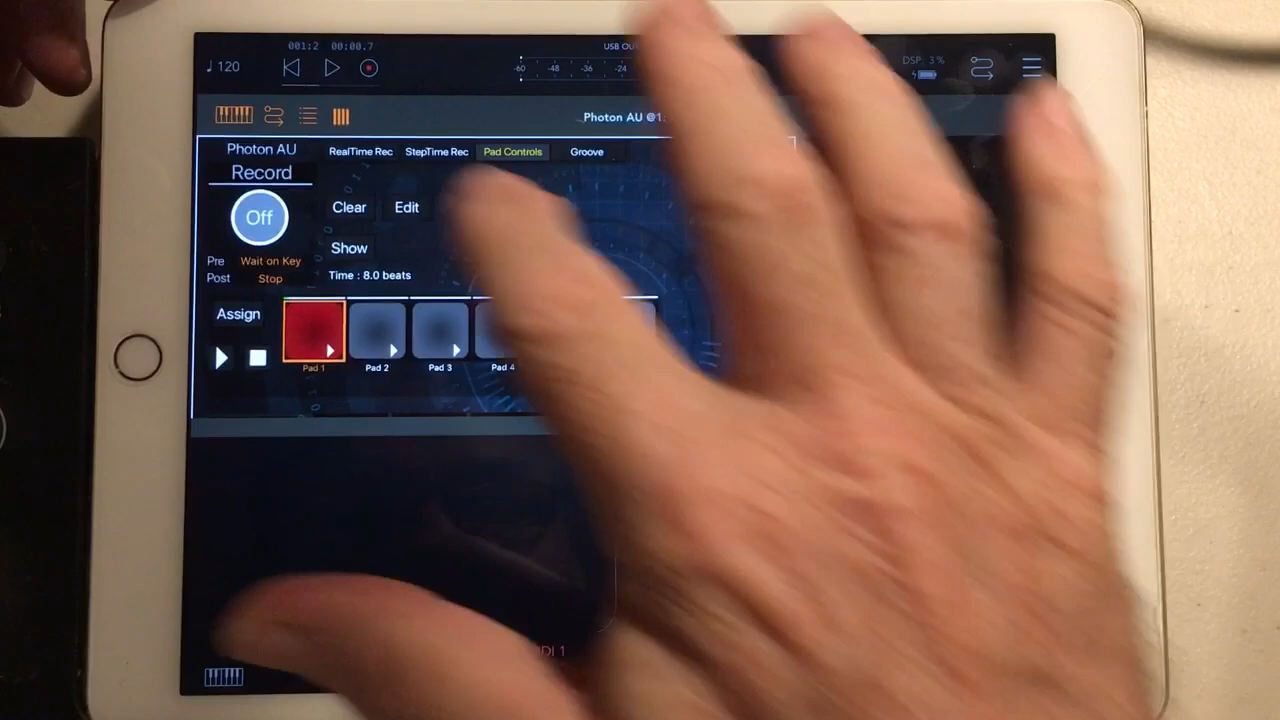 001:2 00:00.7
USB OU
♩120
-60 -48 -36 -24
DSP 3 %
Photon AU @1:
Photon AU
RealTime Rec StepTime Rec Pad Controls Groove
Record
Off
Clear Edit
Show
Pre Wait on Key
Post Stop
Time : 8.0 beats
Assign
Pad 1 Pad 2 Pad 3 Pad 4
DI 1